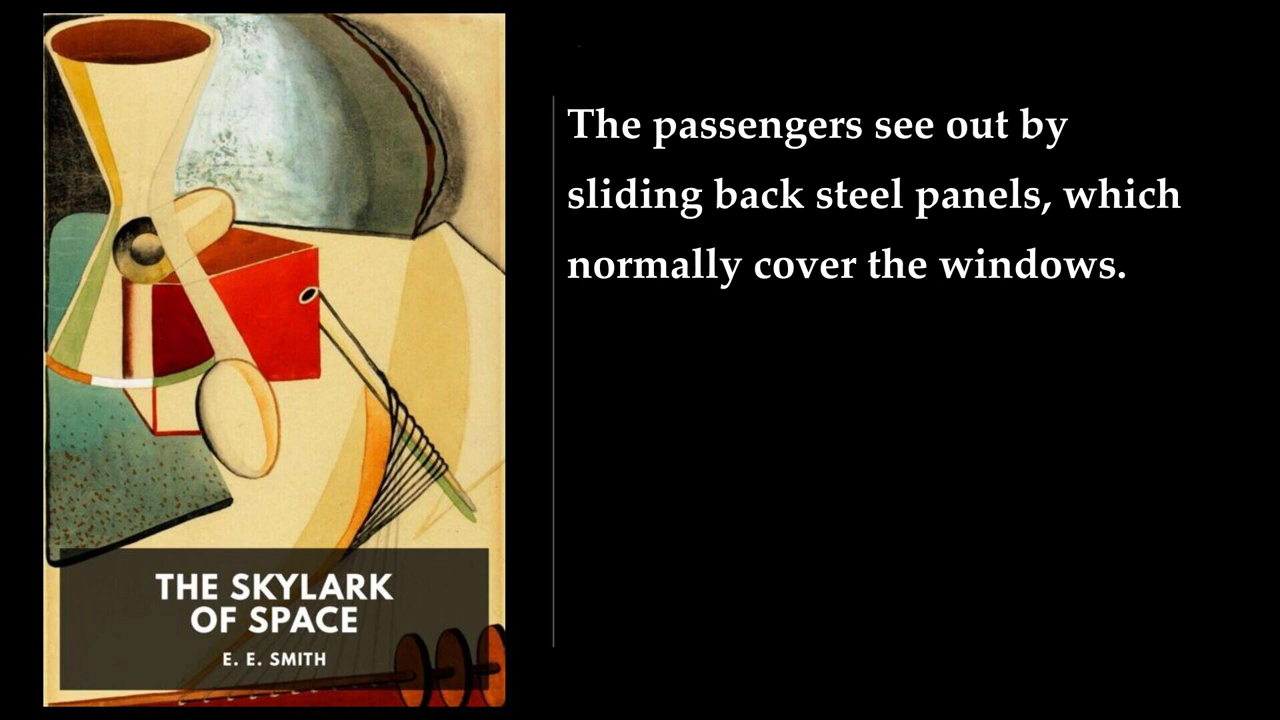 THE SKYLARK
OF SPACE
E. E. SMITH
The passengers see out by
sliding back steel panels, which
normally cover the windows.